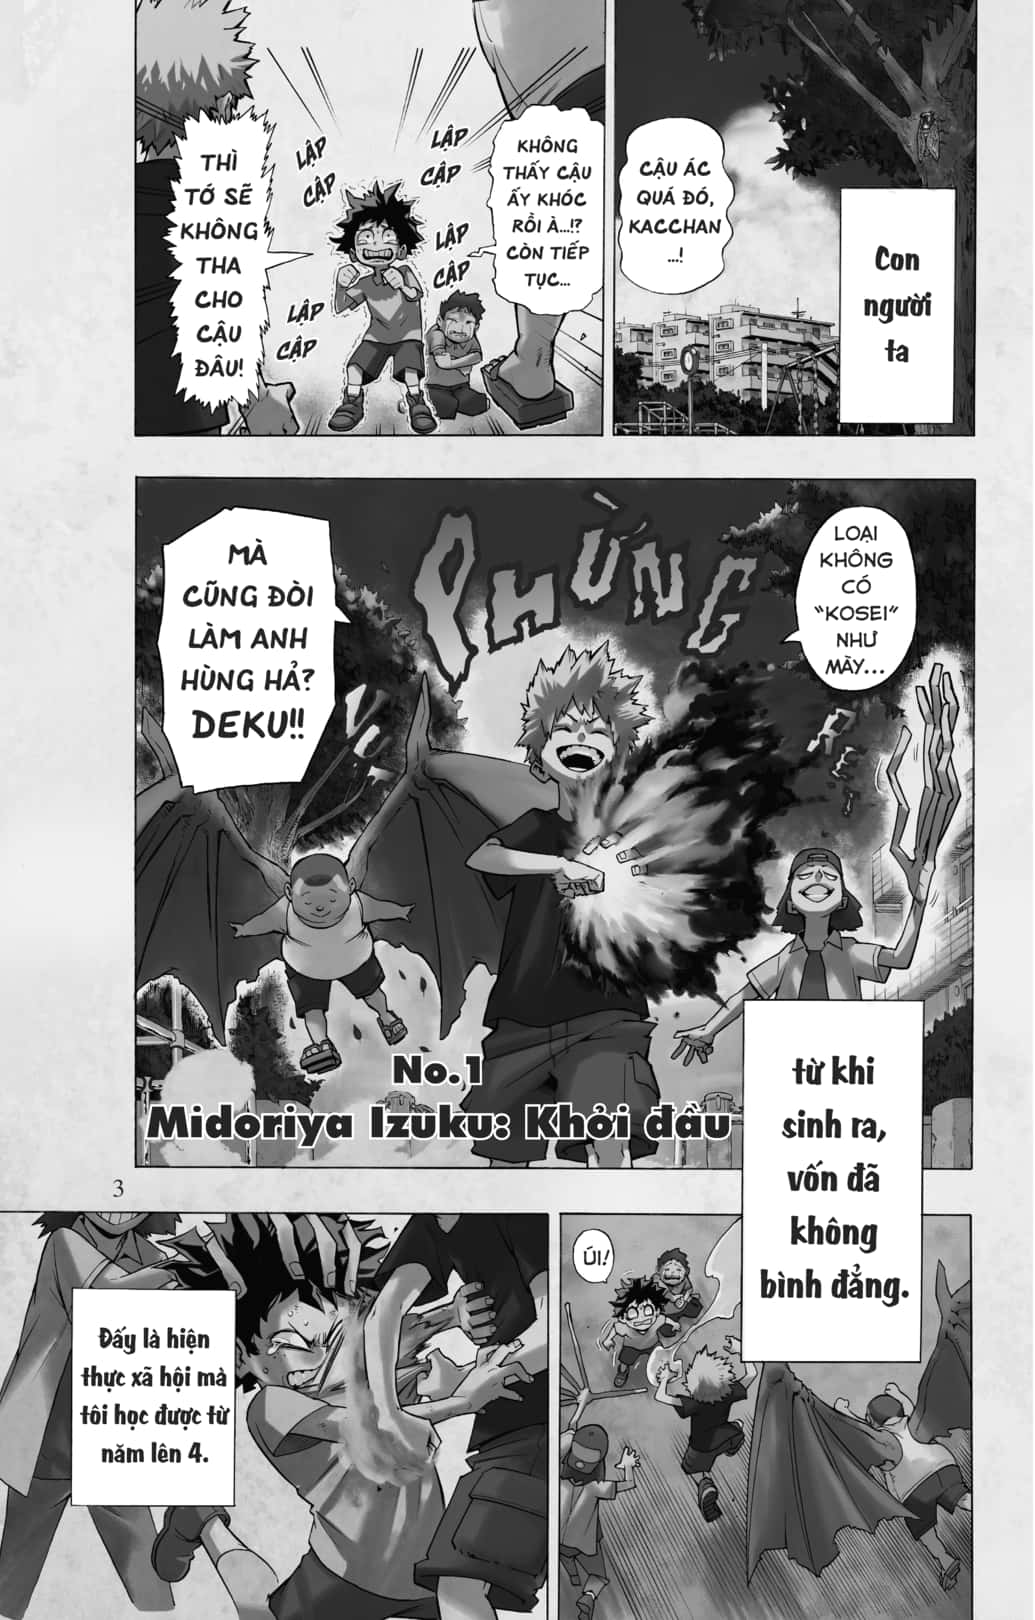 CẬU ÁC
QUÁ ĐÓ,
KACCHAN
...!
Con
người
ta
KHÔNG
THẤY CẬU
ẤY KHÓC
RỒI À...!?
CÒN TIẾP
TỤC...
LẬP
CẬP
LẬP
CẬP
LẬP
CẬP
LẬP
CẬP
THÌ
TỚ SẼ
KHÔNG
THA
CHO
CẬU
ĐÂU!
LOẠI
KHÔNG
CÓ
“KOSEI”
NHƯ
MÀY...
PHỪNG
MÀ
CŨNG ĐÒI
LÀM ANH
HÙNG HẢ?
DEKU!!
No.1
Midoriya Izuku: Khởi đầu
từ khi
sinh ra,
vốn đã
không
bình đẳng.
3
ÚI!
Đấy là hiện
thực xã hội mà
tôi học được từ
năm lên 4.